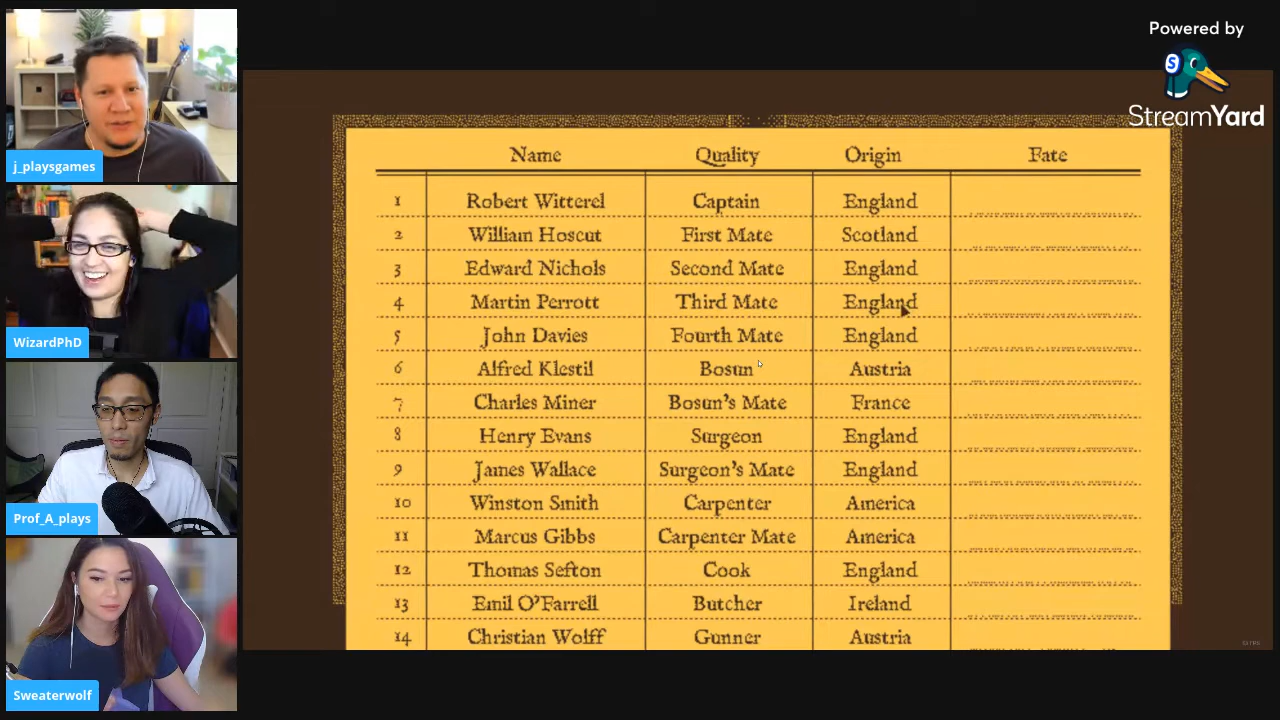 Powered by
StreamYard
j_playsgames
WizardPhD
Prof_A_plays
Sweaterwolf
Name Quality Origin Fate
1 Robert Witterel Captain England
2 William Hoscut First Mate Scotland
3 Edward Nichols Second Mate England
4 Martin Perrott Third Mate England
5 John Davies Fourth Mate England
6 Alfred Klestil Bosun Austria
7 Charles Miner Bosun's Mate France
8 Henry Evans Surgeon England
9 James Wallace Surgeon's Mate England
10 Winston Smith Carpenter America
11 Marcus Gibbs Carpenter Mate America
12 Thomas Sefton Cook England
13 Emil O'Farrell Butcher Ireland
14 Christian Wolff Gunner Austria